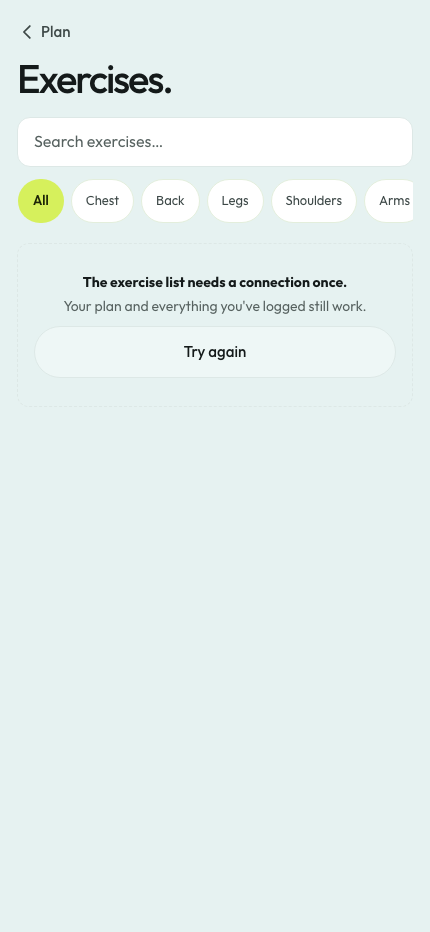 Plan
Exercises.
Search exercises...
All Chest Back Legs Shoulders Arms
The exercise list needs a connection once.
Your plan and everything you've logged still work.
Try again